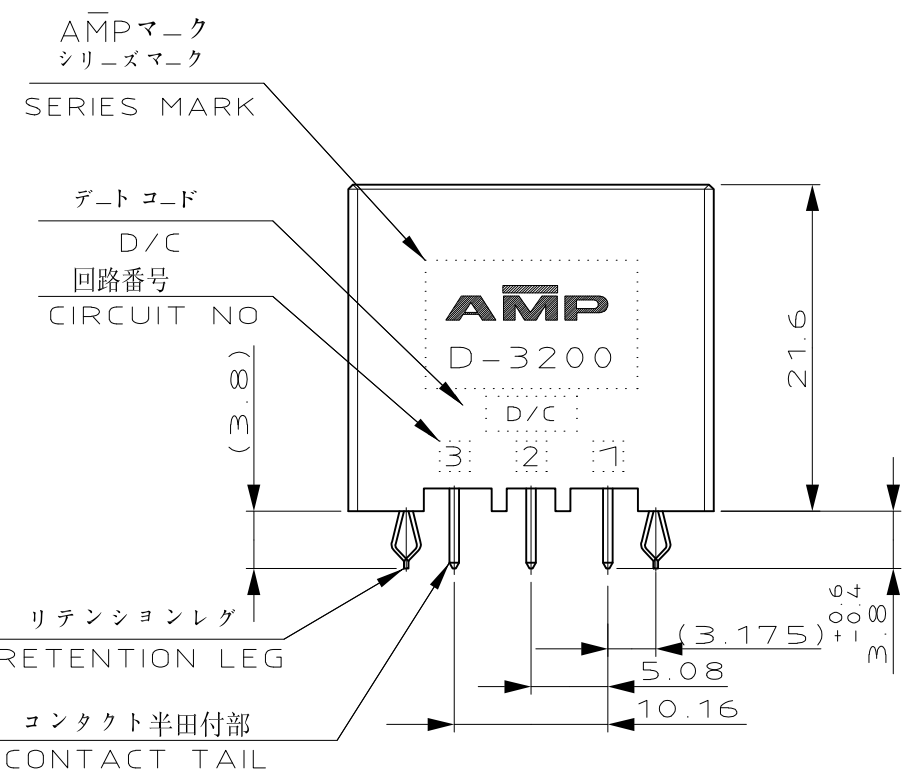 AMPマーク
シリーズマーク
SERIES MARK
デート コード
D/C
回路番号
CIRCUIT NO
(3.8)
AMP
D-3200
D/C
3 2 1
21.6
リテンションレグ
RETENTION LEG
コンタクト半田付部
CONTACT TAIL
(3.175)
5.08
10.16
3.8 +0.6 -0.4